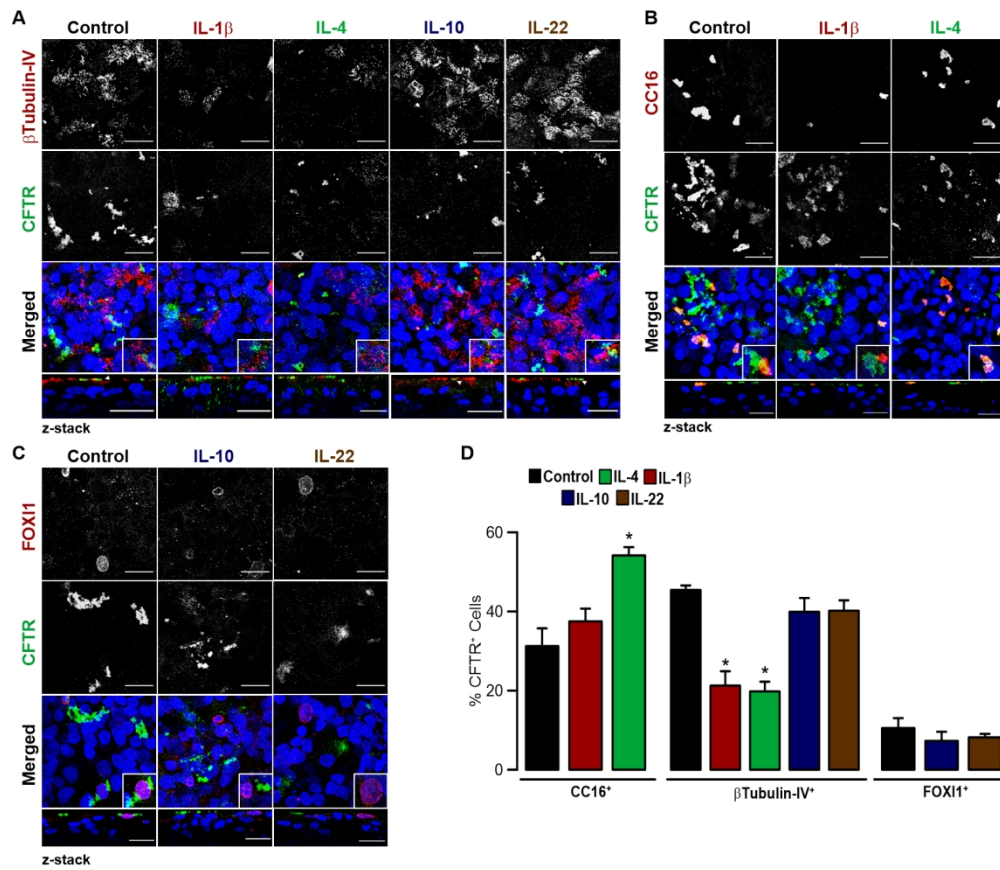 A
Control IL-1β IL-4 IL-10 IL-22
βTubulin-IV
CFTR
Merged
z-stack
B
Control IL-1β IL-4
CC16
CFTR
Merged
z-stack
C
Control IL-10 IL-22
FOXI1
CFTR
Merged
z-stack
D
Control IL-4 IL-1β
IL-10 IL-22
% CFTR⁺ Cells
60
40
20
0
* * *
CC16⁺ βTubulin-IV⁺ FOXI1⁺